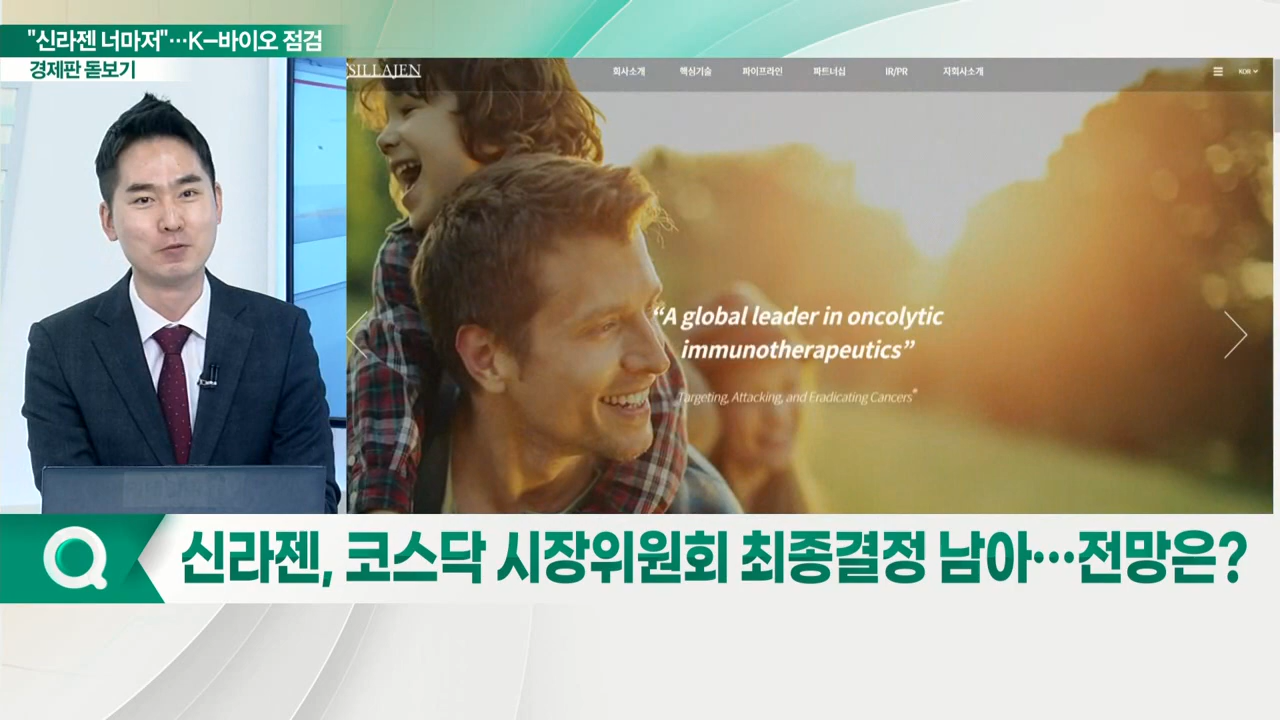 "신라젠 너마저"…K-바이오 점검
경제판 돋보기
SILLAJEN
회사소개 핵심기술 파이프라인 파트너십 IR/PR 자회사소개 KOR
“A global leader in oncolytic
immunotherapeutics”
Targeting, Attacking, and Eradicating Cancers"
Q 신라젠, 코스닥 시장위원회 최종결정 남아…전망은?